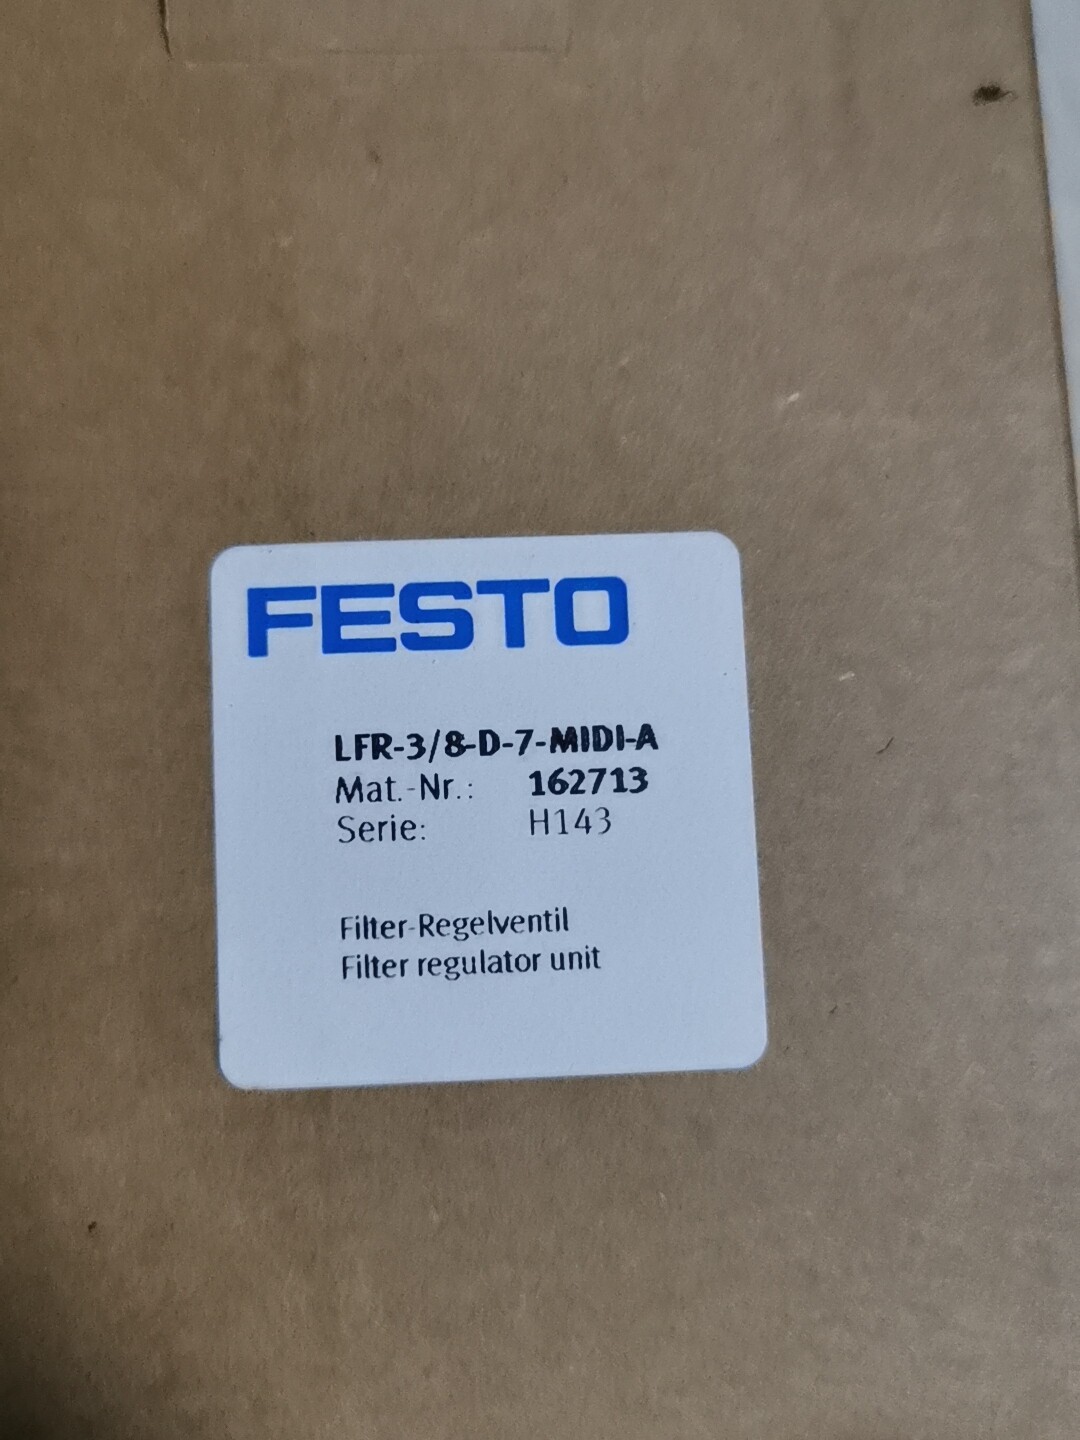 FESTO
LFR-3/8-D-7-MIDI-A
Mat.-Nr.: 162713
Serie: H143
Filter-Regelventil
Filter regulator unit